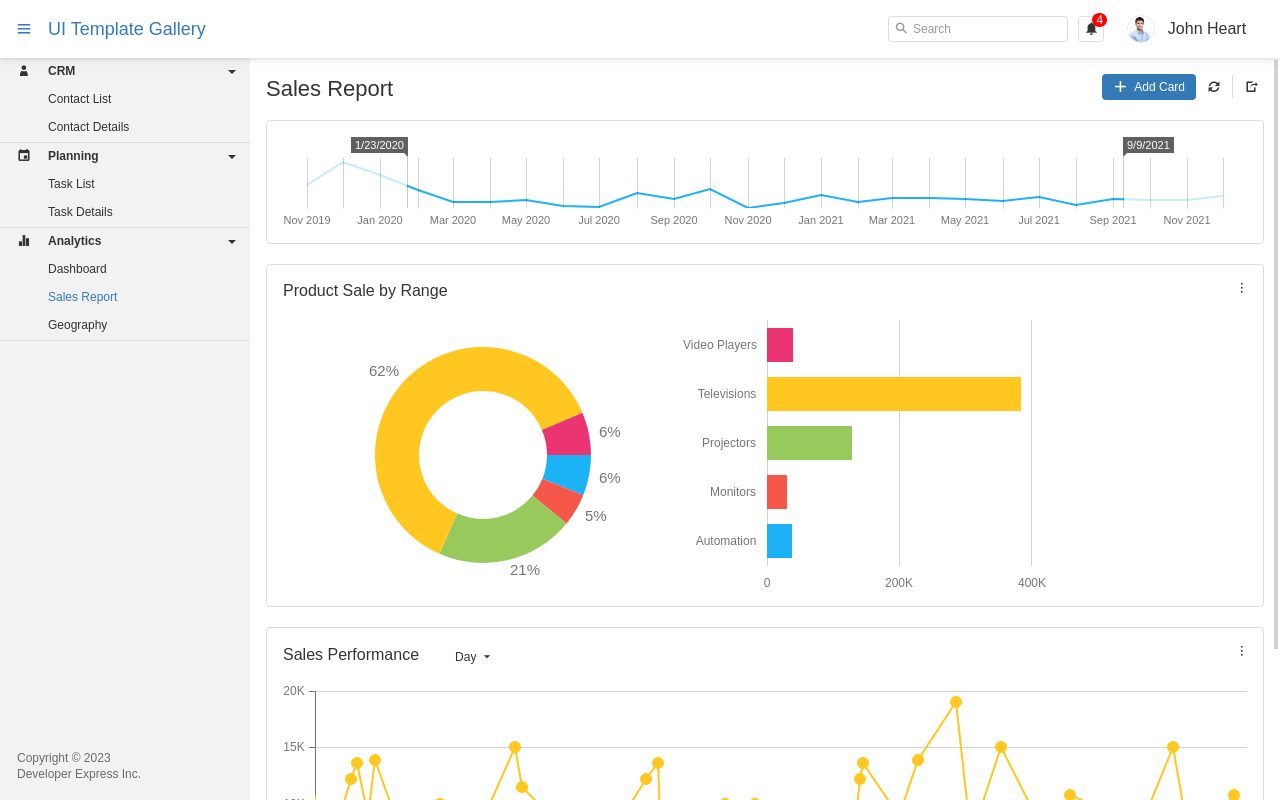 UI Template Gallery
Search
4
John Heart
CRM
Contact List
Contact Details
Planning
Task List
Task Details
Analytics
Dashboard
Sales Report
Geography
Copyright © 2023
Developer Express Inc.
Sales Report
Add Card
1/23/2020
9/9/2021
Nov 2019 Jan 2020 Mar 2020 May 2020 Jul 2020 Sep 2020 Nov 2020 Jan 2021 Mar 2021 May 2021 Jul 2021 Sep 2021 Nov 2021
Product Sale by Range
62%
6%
6%
5%
21%
Video Players
Televisions
Projectors
Monitors
Automation
0 200K 400K
Sales Performance
Day
20K
15K